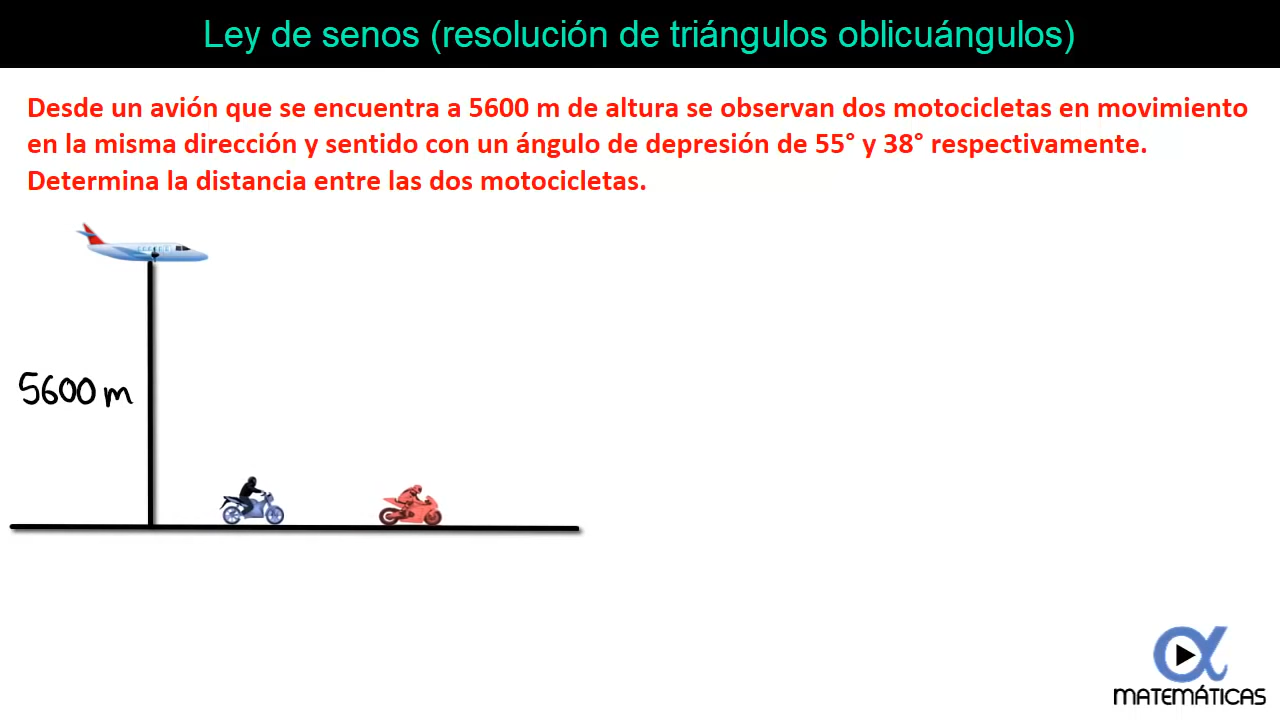 Ley de senos (resolución de triángulos oblicuángulos)
Desde un avión que se encuentra a 5600 m de altura se observan dos motocicletas en movimiento
en la misma dirección y sentido con un ángulo de depresión de 55° y 38° respectivamente.
Determina la distancia entre las dos motocicletas.
5600 m
MATEMÁTICAS